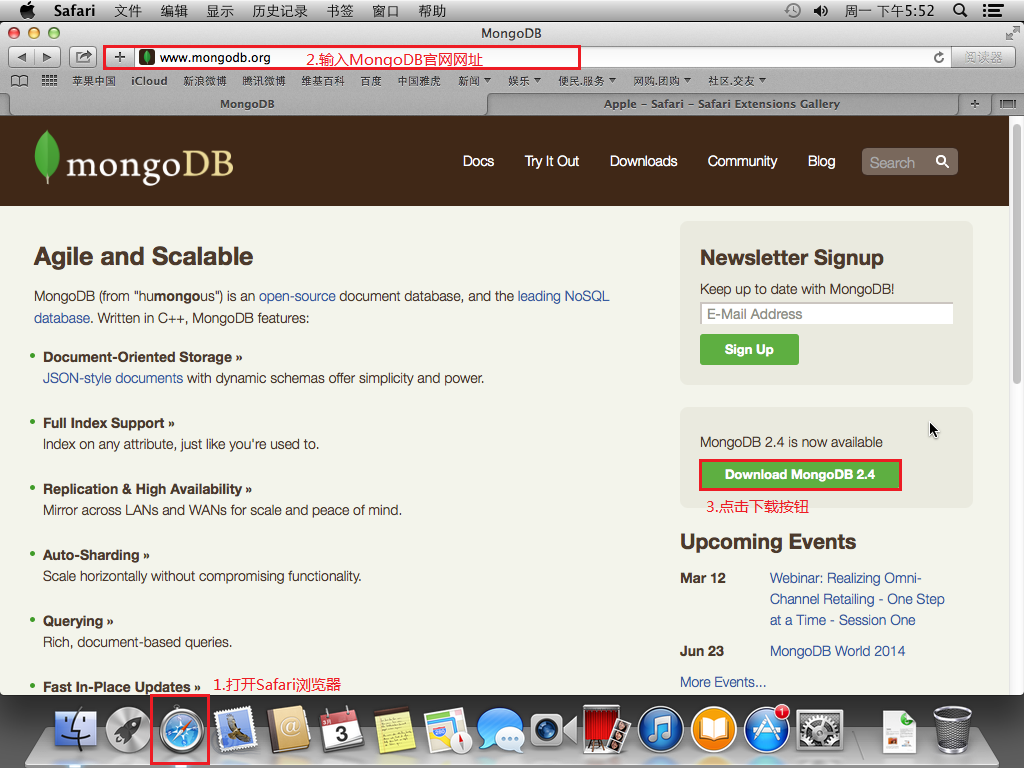 Safari 文件 编辑 显示 历史记录 书签 窗口 帮助 周一 下午5:52
MongoDB
www.mongodb.org 2.输入MongoDB官网网址 阅读器
苹果中国 iCloud 新浪微博 腾讯微博 维基百科 百度 中国雅虎 新闻 娱乐 便民.服务 网购.团购 社区.交友
MongoDB Apple – Safari – Safari Extensions Gallery
mongoDB Docs Try It Out Downloads Community Blog Search
Agile and Scalable
MongoDB (from "humongous") is an open-source document database, and the leading NoSQL
database. Written in C++, MongoDB features:
Document-Oriented Storage »
JSON-style documents with dynamic schemas offer simplicity and power.
Full Index Support »
Index on any attribute, just like you're used to.
Replication & High Availability »
Mirror across LANs and WANs for scale and peace of mind.
Auto-Sharding »
Scale horizontally without compromising functionality.
Querying »
Rich, document-based queries.
Fast In-Place Updates »
1.打开Safari浏览器
Newsletter Signup
Keep up to date with MongoDB!
E-Mail Address
Sign Up
MongoDB 2.4 is now available
Download MongoDB 2.4
3.点击下载按钮
Upcoming Events
Mar 12 Webinar: Realizing Omni-
Channel Retailing - One Step
at a Time - Session One
Jun 23 MongoDB World 2014
More Events...
3月
3
1